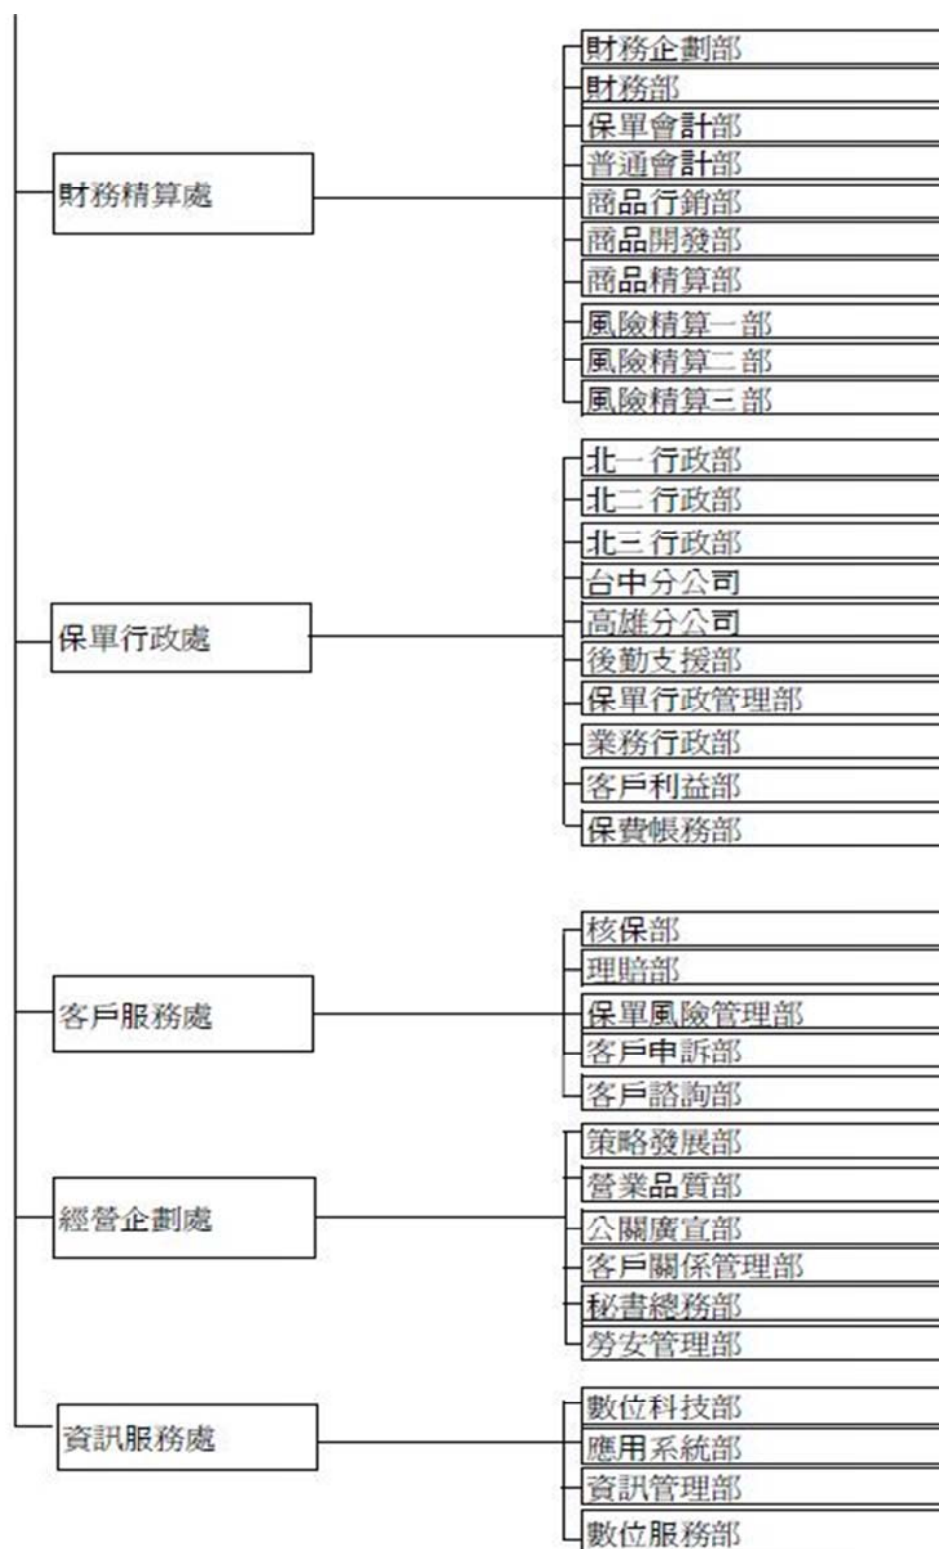 財務精算處
財務企劃部
財務部
保單會計部
普通會計部
商品行銷部
商品開發部
商品精算部
風險精算一部
風險精算二部
風險精算三部
保單行政處
北一行政部
北二行政部
北三行政部
台中分公司
高雄分公司
後勤支援部
保單行政管理部
業務行政部
客戶利益部
保費帳務部
客戶服務處
核保部
理賠部
保單風險管理部
客戶申訴部
客戶諮詢部
經營企劃處
策略發展部
營業品質部
公關廣宣部
客戶關係管理部
秘書總務部
勞安管理部
資訊服務處
數位科技部
應用系統部
資訊管理部
數位服務部